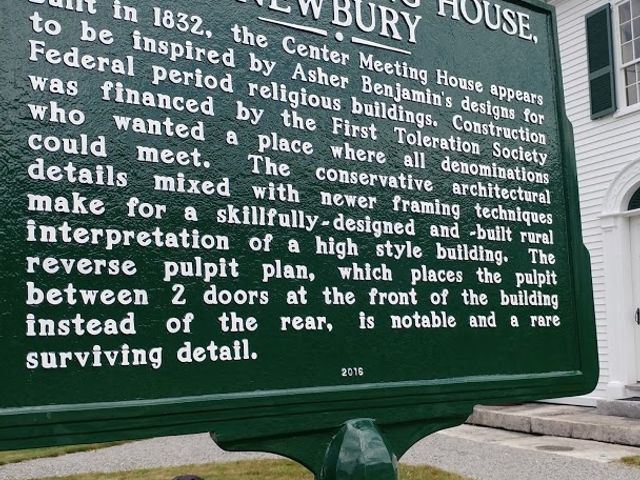 HOUSE,
NEWBURY
Built in 1832, the Center Meeting House appears
to be inspired by Asher Benjamin's designs for
Federal period religious buildings. Construction
was financed by the First Toleration Society
who wanted a place where all denominations
could meet. The conservative architectural
details mixed with newer framing techniques
make for a skillfully-designed and -built rural
interpretation of a high style building. The
reverse pulpit plan, which places the pulpit
between 2 doors at the front of the building
instead of the rear, is notable and a rare
surviving detail.
2016